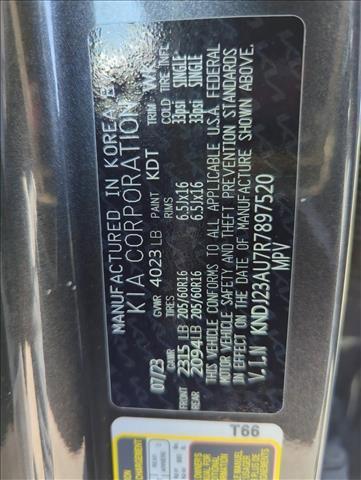 MANUFACTURED IN KOREA BY
KIA CORPORATION
07/23 GVWR 4023 LB PAINT KDT TRIM WK
GAWR TIRES RIMS COLD TIRE INFL
FRONT 2315 LB 205/60R16 6.5Jx16 33psi SINGLE
REAR 2094 LB 205/60R16 6.5Jx16 33psi SINGLE
THIS VEHICLE CONFORMS TO ALL APPLICABLE U.S.A. FEDERAL
MOTOR VEHICLE SAFETY AND THEFT PREVENTION STANDARDS
IN EFFECT ON THE DATE OF MANUFACTURE SHOWN ABOVE.
V.I.N KNDJ23AU7R7897520
MPV
T66
OWNER'S
MANUAL FOR